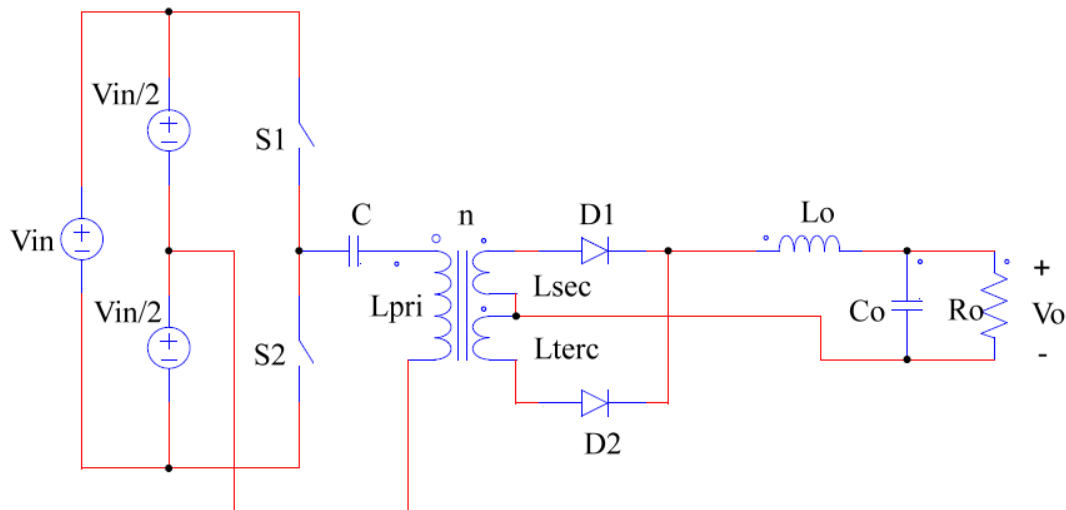 Vin/2
S1
C
n
D1
Lo
Vin
Lpri
Lsec
+
Vin/2
Co
Ro
Vo
S2
Lterc
-
D2